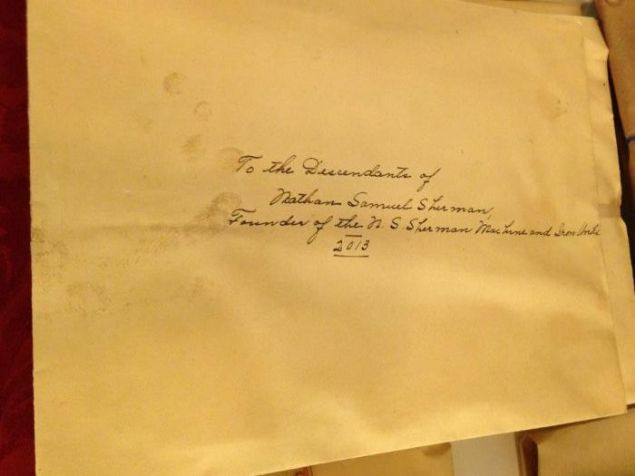 To the Descendants of
Nathan Samuel Sherman,
Founder of the N. S. Sherman Machine and Iron Works
2013